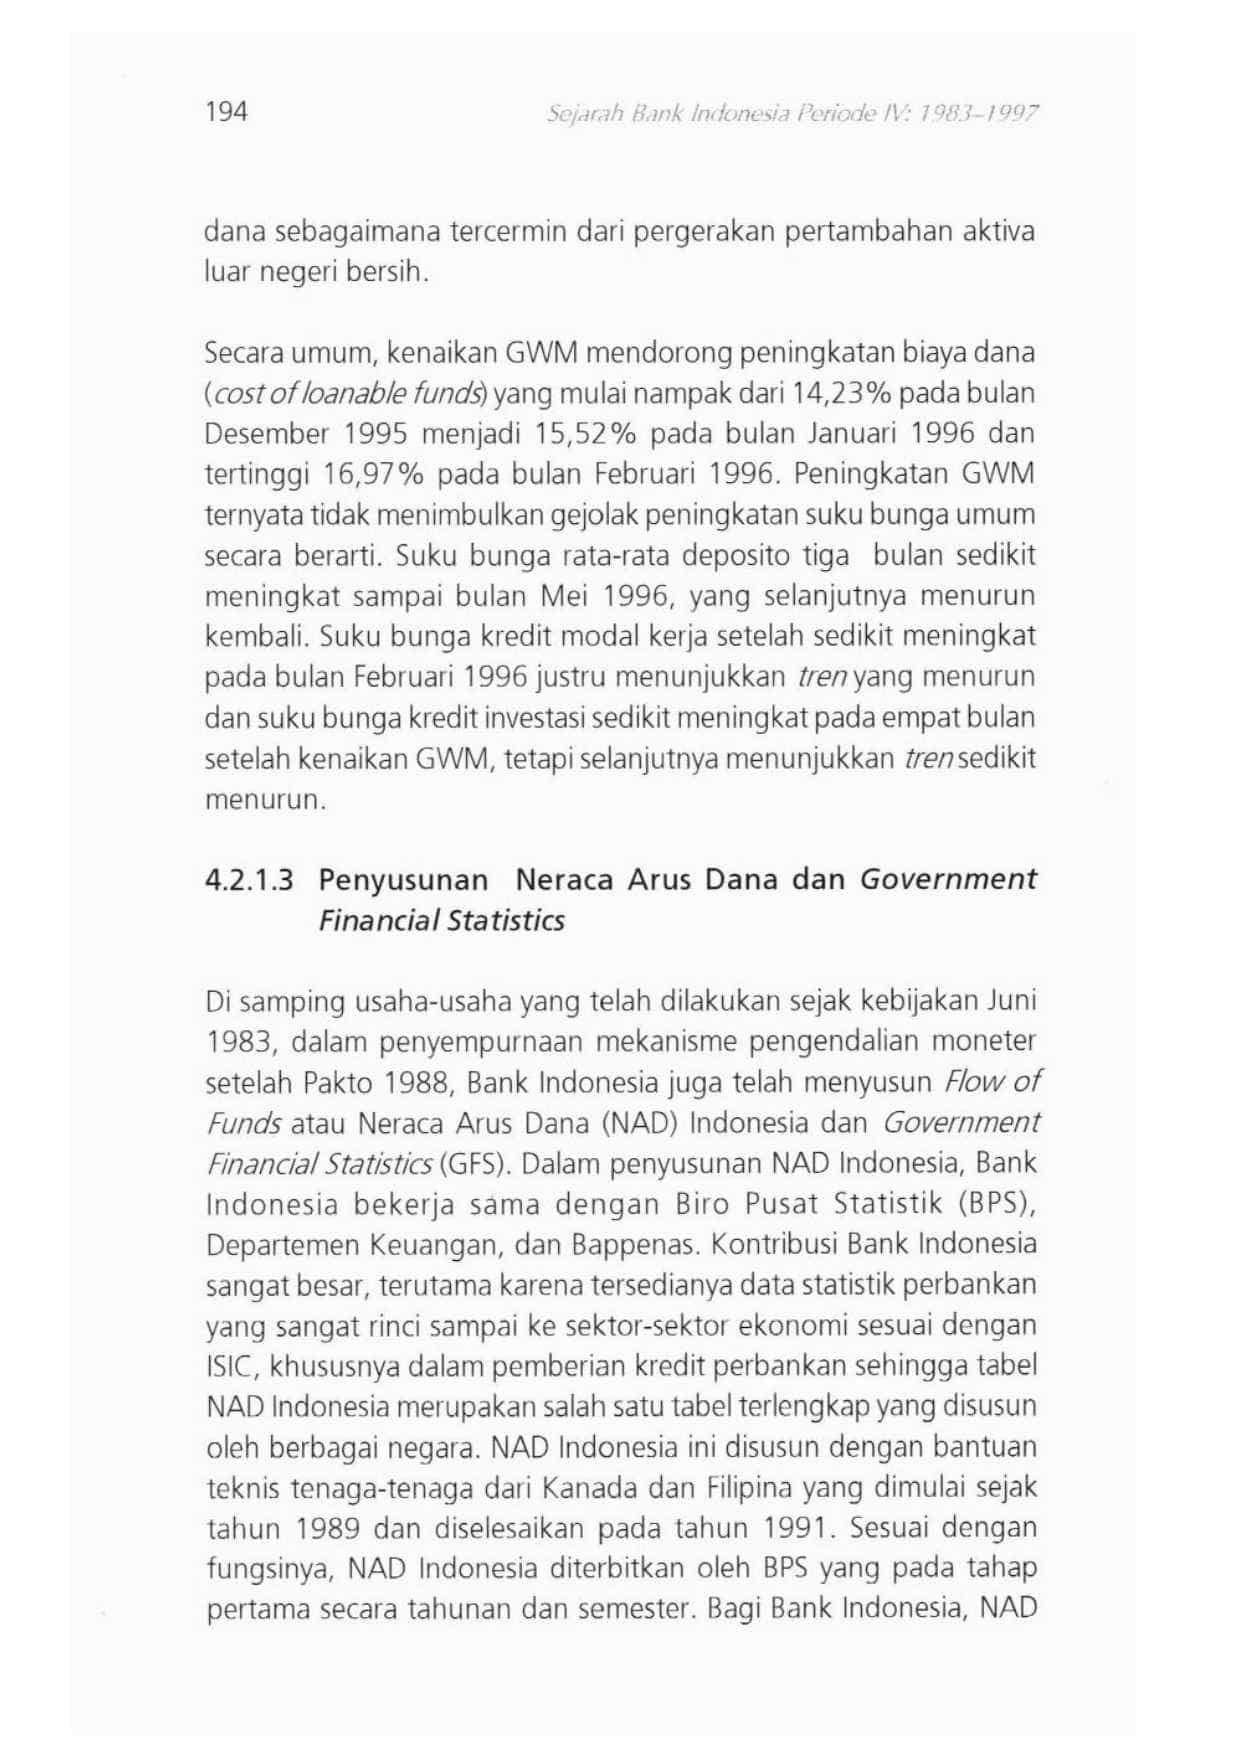 194
Sejarah Bank Indonesia Periode IV: 1983–1997
dana sebagaimana tercermin dari pergerakan pertambahan aktiva
luar negeri bersih.
Secara umum, kenaikan GWM mendorong peningkatan biaya dana
(cost of loanable funds) yang mulai nampak dari 14,23% pada bulan
Desember 1995 menjadi 15,52% pada bulan Januari 1996 dan
tertinggi 16,97% pada bulan Februari 1996. Peningkatan GWM
ternyata tidak menimbulkan gejolak peningkatan suku bunga umum
secara berarti. Suku bunga rata-rata deposito tiga bulan sedikit
meningkat sampai bulan Mei 1996, yang selanjutnya menurun
kembali. Suku bunga kredit modal kerja setelah sedikit meningkat
pada bulan Februari 1996 justru menunjukkan tren yang menurun
dan suku bunga kredit investasi sedikit meningkat pada empat bulan
setelah kenaikan GWM, tetapi selanjutnya menunjukkan tren sedikit
menurun.
4.2.1.3 Penyusunan Neraca Arus Dana dan Government
Financial Statistics
Di samping usaha-usaha yang telah dilakukan sejak kebijakan Juni
1983, dalam penyempurnaan mekanisme pengendalian moneter
setelah Pakto 1988, Bank Indonesia juga telah menyusun Flow of
Funds atau Neraca Arus Dana (NAD) Indonesia dan Government
Financial Statistics (GFS). Dalam penyusunan NAD Indonesia, Bank
Indonesia bekerja sama dengan Biro Pusat Statistik (BPS),
Departemen Keuangan, dan Bappenas. Kontribusi Bank Indonesia
sangat besar, terutama karena tersedianya data statistik perbankan
yang sangat rinci sampai ke sektor-sektor ekonomi sesuai dengan
ISIC, khususnya dalam pemberian kredit perbankan sehingga tabel
NAD Indonesia merupakan salah satu tabel terlengkap yang disusun
oleh berbagai negara. NAD Indonesia ini disusun dengan bantuan
teknis tenaga-tenaga dari Kanada dan Filipina yang dimulai sejak
tahun 1989 dan diselesaikan pada tahun 1991. Sesuai dengan
fungsinya, NAD Indonesia diterbitkan oleh BPS yang pada tahap
pertama secara tahunan dan semester. Bagi Bank Indonesia, NAD